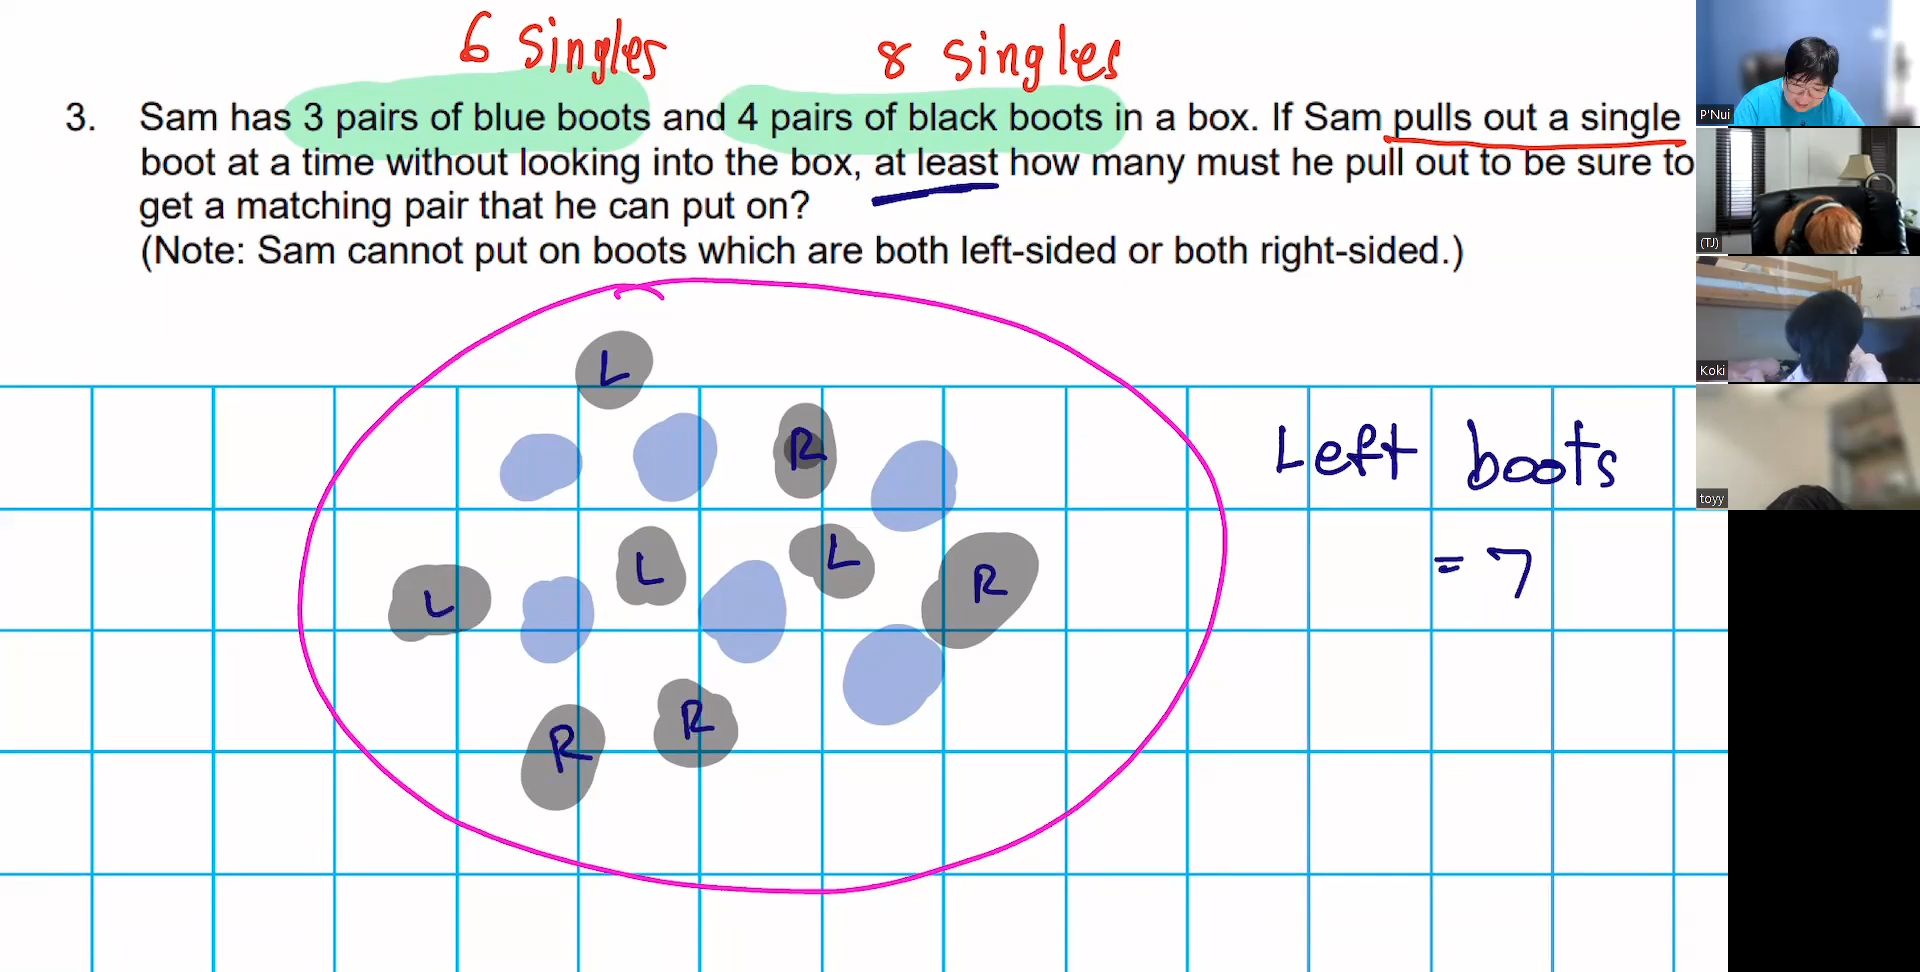 6 Singles 8 singles
3. Sam has 3 pairs of blue boots and 4 pairs of black boots in a box. If Sam pulls out a single
boot at a time without looking into the box, at least how many must he pull out to be sure to
get a matching pair that he can put on?
(Note: Sam cannot put on boots which are both left-sided or both right-sided.)
L
R
Left boots
L
L
L
R
= 7
R
R
P'Nui
(TJ)
Koki
toyy